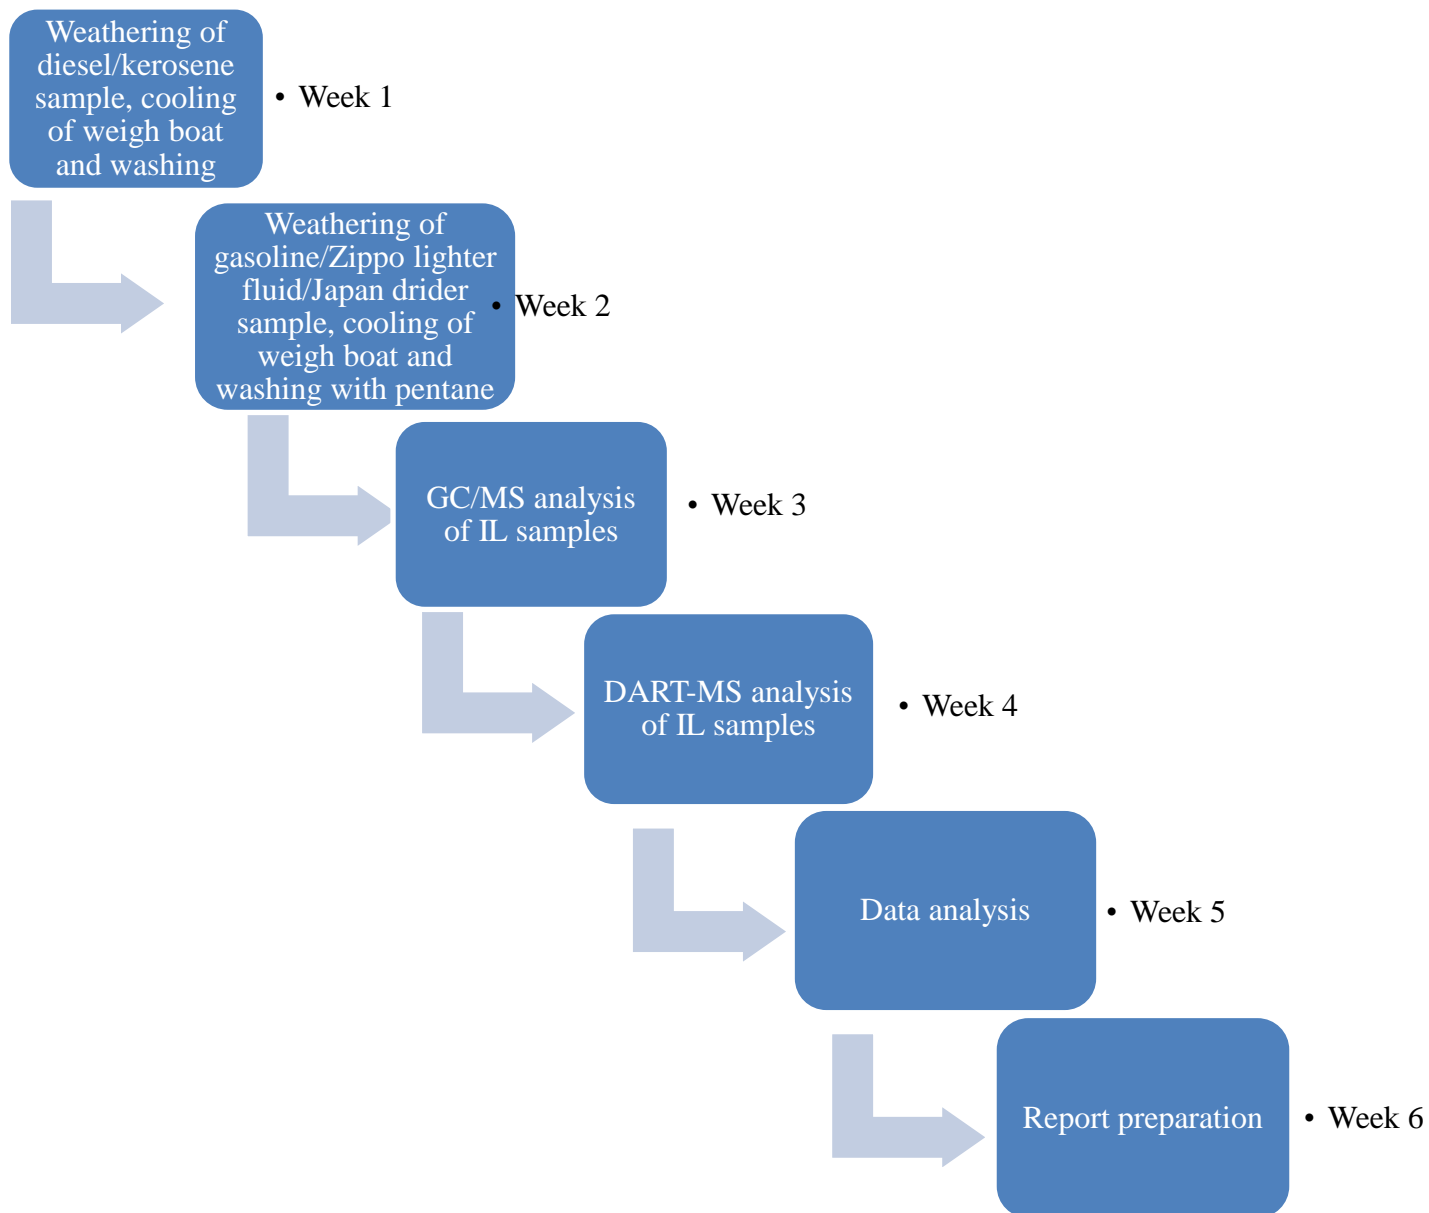 Weathering of
diesel/kerosene
sample, cooling
of weigh boat
and washing
• Week 1
Weathering of
gasoline/Zippo lighter
fluid/Japan drider
sample, cooling of
weigh boat and
washing with pentane
• Week 2
GC/MS analysis
of IL samples
• Week 3
DART-MS analysis
of IL samples
• Week 4
Data analysis
• Week 5
Report preparation
• Week 6